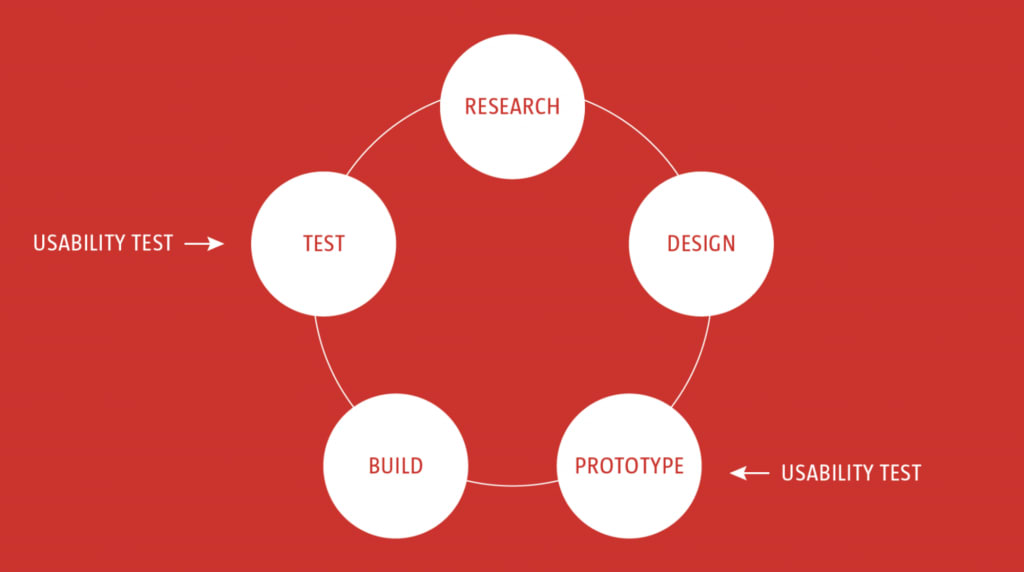 RESEARCH
USABILITY TEST
TEST
DESIGN
BUILD
PROTOTYPE
USABILITY TEST